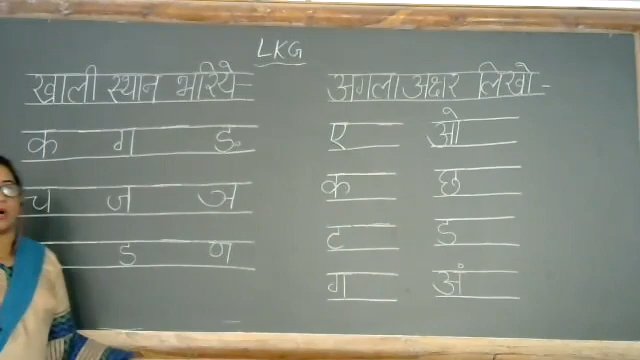 LKG
खाली स्थान भरिये-
क ग ङ
च ज ञ
ड ण
अगला अक्षर लिखो -
ए ओ
क छ
ट ड
ग अं